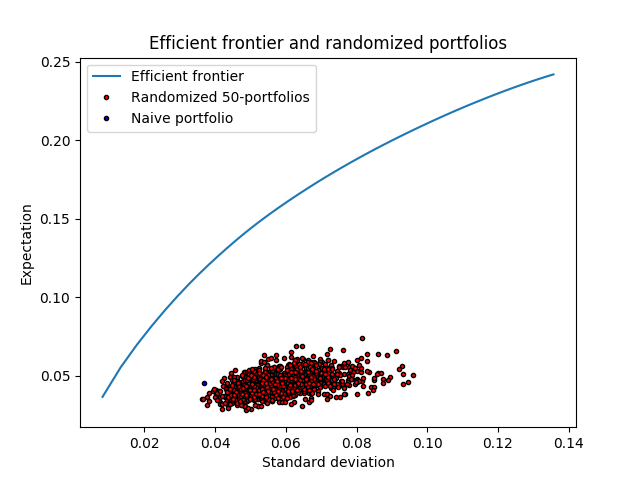 Efficient frontier and randomized portfolios
Efficient frontier
Randomized 50-portfolios
Naive portfolio
Expectation
0.25
0.20
0.15
0.10
0.05
0.02
0.04
0.06
0.08
0.10
0.12
0.14
Standard deviation